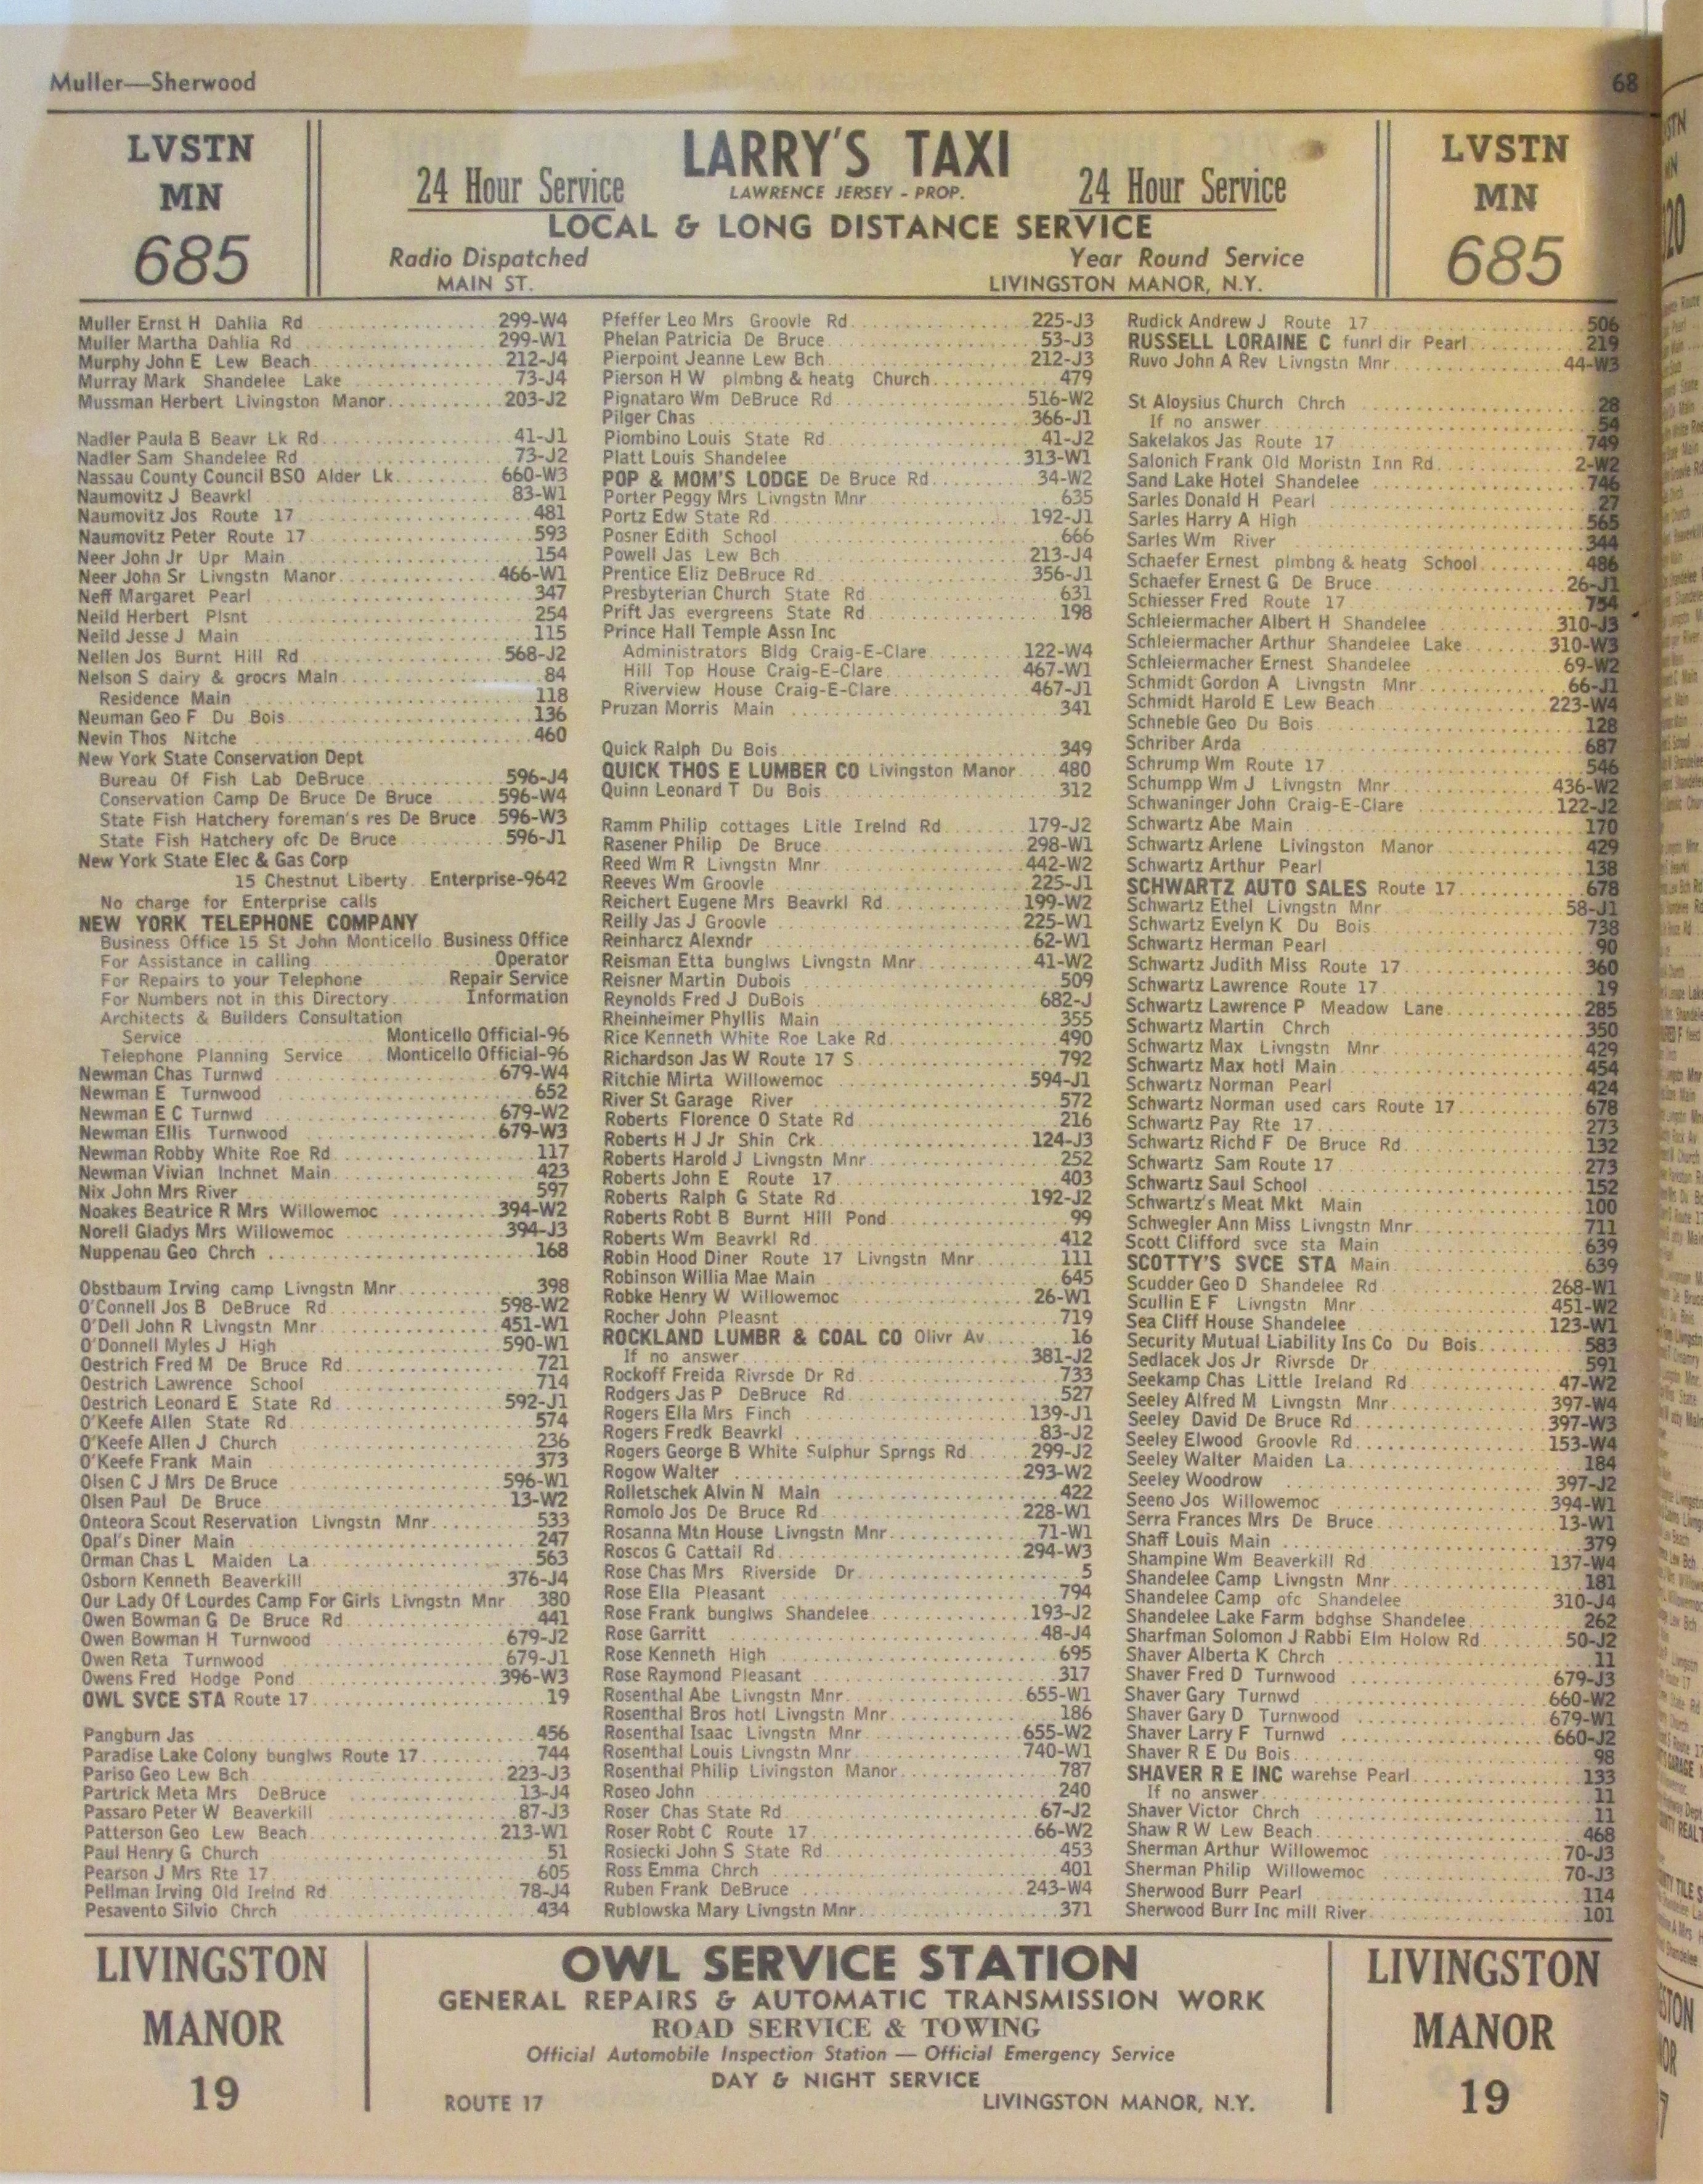 Muller—Sherwood
68
LVSTN
MN
685
LARRY'S TAXI
24 Hour Service
LAWRENCE JERSEY - PROP.
24 Hour Service
LOCAL & LONG DISTANCE SERVICE
Radio Dispatched
Year Round Service
MAIN ST.
LIVINGSTON MANOR, N.Y.
LVSTN
MN
685
Muller Ernst H Dahlia Rd 299-W4
Muller Martha Dahlia Rd 299-W1
Murphy John E Lew Beach 212-J4
Murray Mark Shandelee Lake 73-J4
Mussman Herbert Livingston Manor 203-J2
Nadler Paula B Beavr Lk Rd 41-J1
Nadler Sam Shandelee Rd 73-J2
Nassau County Council BSO Alder Lk 660-W3
Naumovitz J Beavrkl 83-W1
Naumovitz Jos Route 17 481
Naumovitz Peter Route 17 593
Neer John Jr Upr Main 154
Neer John Sr Livngstn Manor 466-W1
Neff Margaret Pearl 347
Neild Herbert Plsnt 254
Neild Jesse J Main 115
Nellen Jos Burnt Hill Rd 568-J2
Nelson S dairy & grocrs Main 84
Residence Main 118
Neuman Geo F Du Bois 136
Nevin Thos Nitche 460
New York State Conservation Dept
Bureau Of Fish Lab DeBruce 596-J4
Conservation Camp De Bruce De Bruce 596-W4
State Fish Hatchery foreman's res De Bruce 596-W3
State Fish Hatchery ofc De Bruce 596-J1
New York State Elec & Gas Corp
15 Chestnut Liberty Enterprise-9642
No charge for Enterprise calls
NEW YORK TELEPHONE COMPANY
Business Office 15 St John Monticello Business Office
For Assistance in calling Operator
For Repairs to your Telephone Repair Service
For Numbers not in this Directory Information
Architects & Builders Consultation
Service Monticello Official-96
Telephone Planning Service Monticello Official-96
Newman Chas Turnwd 679-W4
Newman E Turnwood 652
Newman E C Turnwd 679-W2
Newman Ellis Turnwood 679-W3
Newman Robby White Roe Rd 117
Newman Vivian Inchnet Main 423
Nix John Mrs River 597
Noakes Beatrice R Mrs Willowemoc 394-W2
Norell Gladys Mrs Willowemoc 394-J3
Nuppenau Geo Chrch 168
Obstbaum Irving camp Livngstn Mnr 398
O'Connell Jos B DeBruce Rd 598-W2
O'Dell John R Livngstn Mnr 451-W1
O'Donnell Myles J High 590-W1
Oestrich Fred M De Bruce Rd 721
Oestrich Lawrence School 714
Oestrich Leonard E State Rd 592-J1
O'Keefe Allen State Rd 574
O'Keefe Allen J Church 236
O'Keefe Frank Main 373
Olsen C J Mrs De Bruce 596-W1
Olsen Paul De Bruce 13-W2
Onteora Scout Reservation Livngstn Mnr 533
Opal's Diner Main 247
Orman Chas L Maiden La 563
Osborn Kenneth Beaverkill 376-J4
Our Lady Of Lourdes Camp For Girls Livngstn Mnr 380
Owen Bowman G De Bruce Rd 441
Owen Bowman H Turnwood 679-J2
Owen Reta Turnwood 679-J1
Owens Fred Hodge Pond 396-W3
OWL SVCE STA Route 17 19
Pangburn Jas 456
Paradise Lake Colony bunglws Route 17 744
Pariso Geo Lew Bch 223-J3
Partrick Meta Mrs DeBruce 13-J4
Passaro Peter W Beaverkill 87-J3
Patterson Geo Lew Beach 213-W1
Paul Henry G Church 51
Pearson J Mrs Rte 17 605
Pellman Irving Old Irelnd Rd 78-J4
Pesavento Silvio Chrch 434
Pfeffer Leo Mrs Groovle Rd 225-J3
Phelan Patricia De Bruce 53-J3
Pierpoint Jeanne Lew Bch 212-J3
Pierson H W plmbng & heatg Church 479
Pignataro Wm DeBruce Rd 516-W2
Pilger Chas 366-J1
Piombino Louis State Rd 41-J2
Platt Louis Shandelee 313-W1
POP & MOM'S LODGE De Bruce Rd 34-W2
Porter Peggy Mrs Livngstn Mnr 635
Portz Edw State Rd 192-J1
Posner Edith School 666
Powell Jas Lew Bch 213-J4
Prentice Eliz DeBruce Rd 356-J1
Presbyterian Church State Rd 631
Prift Jas evergreens State Rd 198
Prince Hall Temple Assn Inc
Administrators Bldg Craig-E-Clare 122-W4
Hill Top House Craig-E-Clare 467-W1
Riverview House Craig-E-Clare 467-J1
Pruzan Morris Main 341
Quick Ralph Du Bois 349
QUICK THOS E LUMBER CO Livingston Manor 480
Quinn Leonard T Du Bois 312
Ramm Philip cottages Litle Irelnd Rd 179-J2
Rasener Philip De Bruce 298-W1
Reed Wm R Livngstn Mnr 442-W2
Reeves Wm Groovle 225-J1
Reichert Eugene Mrs Beavrkl Rd 199-W2
Reilly Jas J Groovle 225-W1
Reinharcz Alexndr 62-W1
Reisman Etta bunglws Livngstn Mnr 41-W2
Reisner Martin Dubois 509
Reynolds Fred J DuBois 682-J
Rheinheimer Phyllis Main 355
Rice Kenneth White Roe Lake Rd 490
Richardson Jas W Route 17 S 792
Ritchie Mirta Willowemoc 594-J1
River St Garage River 572
Roberts Florence O State Rd 216
Roberts H J Jr Shin Crk 124-J3
Roberts Harold J Livngstn Mnr 252
Roberts John E Route 17 403
Roberts Ralph G State Rd 192-J2
Roberts Robt B Burnt Hill Pond 99
Roberts Wm Beavrkl Rd 412
Robin Hood Diner Route 17 Livngstn Mnr 111
Robinson Willia Mae Main 645
Robke Henry W Willowemoc 26-W1
Rocher John Pleasnt 719
ROCKLAND LUMBR & COAL CO Olivr Av 16
If no answer 381-J2
Rockoff Freida Rivrsde Dr Rd 733
Rodgers Jas P DeBruce Rd 527
Rogers Ella Mrs Finch 139-J1
Rogers Fredk Beavrkl 83-J2
Rogers George B White Sulphur Sprngs Rd 299-J2
Rogow Walter 293-W2
Rolletschek Alvin N Main 422
Romolo Jos De Bruce Rd 228-W1
Rosanna Mtn House Livngstn Mnr 71-W1
Roscos G Cattail Rd 294-W3
Rose Chas Mrs Riverside Dr 5
Rose Ella Pleasant 794
Rose Frank bunglws Shandelee 193-J2
Rose Garritt 48-J4
Rose Kenneth High 695
Rose Raymond Pleasant 317
Rosenthal Abe Livngstn Mnr 655-W1
Rosenthal Bros hotl Livngstn Mnr 186
Rosenthal Isaac Livngstn Mnr 655-W2
Rosenthal Louis Livngstn Mnr 740-W1
Rosenthal Philip Livingston Manor 787
Roseo John 240
Roser Chas State Rd 67-J2
Roser Robt C Route 17 66-W2
Rosiecki John S State Rd 453
Ross Emma Chrch 401
Ruben Frank DeBruce 243-W4
Rublowska Mary Livngstn Mnr 371
Rudick Andrew J Route 17 506
RUSSELL LORAINE C funrl dir Pearl 219
Ruvo John A Rev Livngstn Mnr 44-W3
St Aloysius Church Chrch 28
If no answer 54
Sakelakos Jas Route 17 749
Salonich Frank Old Moristn Inn Rd 2-W2
Sand Lake Hotel Shandelee 746
Sarles Donald H Pearl 27
Sarles Harry A High 565
Sarles Wm River 344
Schaefer Ernest plmbng & heatg School 486
Schaefer Ernest G De Bruce 26-J1
Schiesser Fred Route 17 754
Schleiermacher Albert H Shandelee 310-J3
Schleiermacher Arthur Shandelee Lake 310-W3
Schleiermacher Ernest Shandelee 69-W2
Schmidt Gordon A Livngstn Mnr 66-J1
Schmidt Harold E Lew Beach 223-W4
Schneble Geo Du Bois 128
Schriber Arda 687
Schrump Wm Route 17 546
Schumpp Wm J Livngstn Mnr 436-W2
Schwaninger John Craig-E-Clare 122-J2
Schwartz Abe Main 170
Schwartz Arlene Livingston Manor 429
Schwartz Arthur Pearl 138
SCHWARTZ AUTO SALES Route 17 678
Schwartz Ethel Livngstn Mnr 58-J1
Schwartz Evelyn K Du Bois 738
Schwartz Herman Pearl 90
Schwartz Judith Miss Route 17 360
Schwartz Lawrence Route 17 19
Schwartz Lawrence P Meadow Lane 285
Schwartz Martin Chrch 350
Schwartz Max Livngstn Mnr 429
Schwartz Max hotl Main 454
Schwartz Norman Pearl 424
Schwartz Norman used cars Route 17 678
Schwartz Pay Rte 17 273
Schwartz Richd F De Bruce Rd 132
Schwartz Sam Route 17 273
Schwartz Saul School 152
Schwartz's Meat Mkt Main 100
Schwegler Ann Miss Livngstn Mnr 711
Scott Clifford svce sta Main 639
SCOTTY'S SVCE STA Main 639
Scudder Geo D Shandelee Rd 268-W1
Scullin E F Livngstn Mnr 451-W2
Sea Cliff House Shandelee 123-W1
Security Mutual Liability Ins Co Du Bois 583
Sedlacek Jos Jr Rivrsde Dr 591
Seekamp Chas Little Ireland Rd 47-W2
Seeley Alfred M Livngstn Mnr 397-W4
Seeley David De Bruce Rd 397-W3
Seeley Elwood Groovle Rd 153-W4
Seeley Walter Maiden La 184
Seeley Woodrow 397-J2
Seeno Jos Willowemoc 394-W1
Serra Frances Mrs De Bruce 13-W1
Shaff Louis Main 379
Shampine Wm Beaverkill Rd 137-W4
Shandelee Camp Livngstn Mnr 181
Shandelee Camp ofc Shandelee 310-J4
Shandelee Lake Farm bdghse Shandelee 262
Sharfman Solomon J Rabbi Elm Holow Rd 50-J2
Shaver Alberta K Chrch 11
Shaver Fred D Turnwood 679-J3
Shaver Gary Turnwd 660-W2
Shaver Gary D Turnwood 679-W1
Shaver Larry F Turnwd 660-J2
Shaver R E Du Bois 98
SHAVER R E INC warehse Pearl 133
If no answer 11
Shaver Victor Chrch 11
Shaw R W Lew Beach 468
Sherman Arthur Willowemoc 70-J3
Sherman Philip Willowemoc 70-J3
Sherwood Burr Pearl 114
Sherwood Burr Inc mill River 101
LIVINGSTON
MANOR
19
OWL SERVICE STATION
GENERAL REPAIRS & AUTOMATIC TRANSMISSION WORK
ROAD SERVICE & TOWING
Official Automobile Inspection Station — Official Emergency Service
DAY & NIGHT SERVICE
ROUTE 17
LIVINGSTON MANOR, N.Y.
LIVINGSTON
MANOR
19